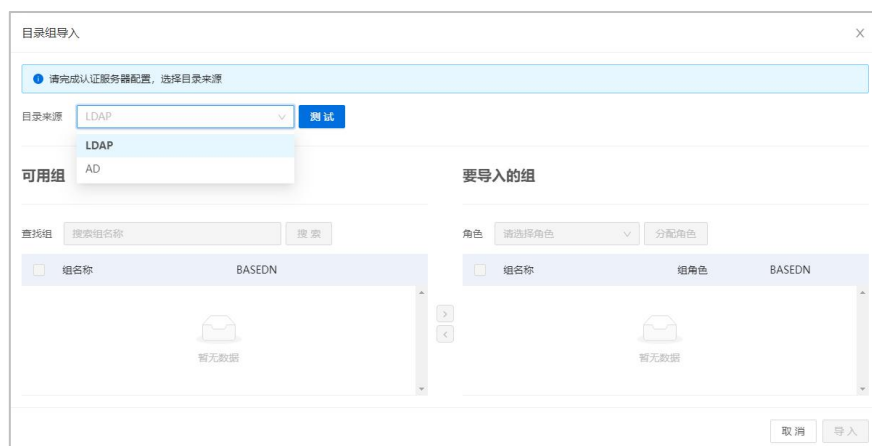 目录组导入
请完成认证服务器配置，选择目录来源
目录来源 LDAP 测试
LDAP
AD
可用组 要导入的组
查找组 搜索组名称 搜索 角色 请选择角色 分配角色
组名称 BASEDN 组名称 组角色 BASEDN
暂无数据 暂无数据
取消 导入